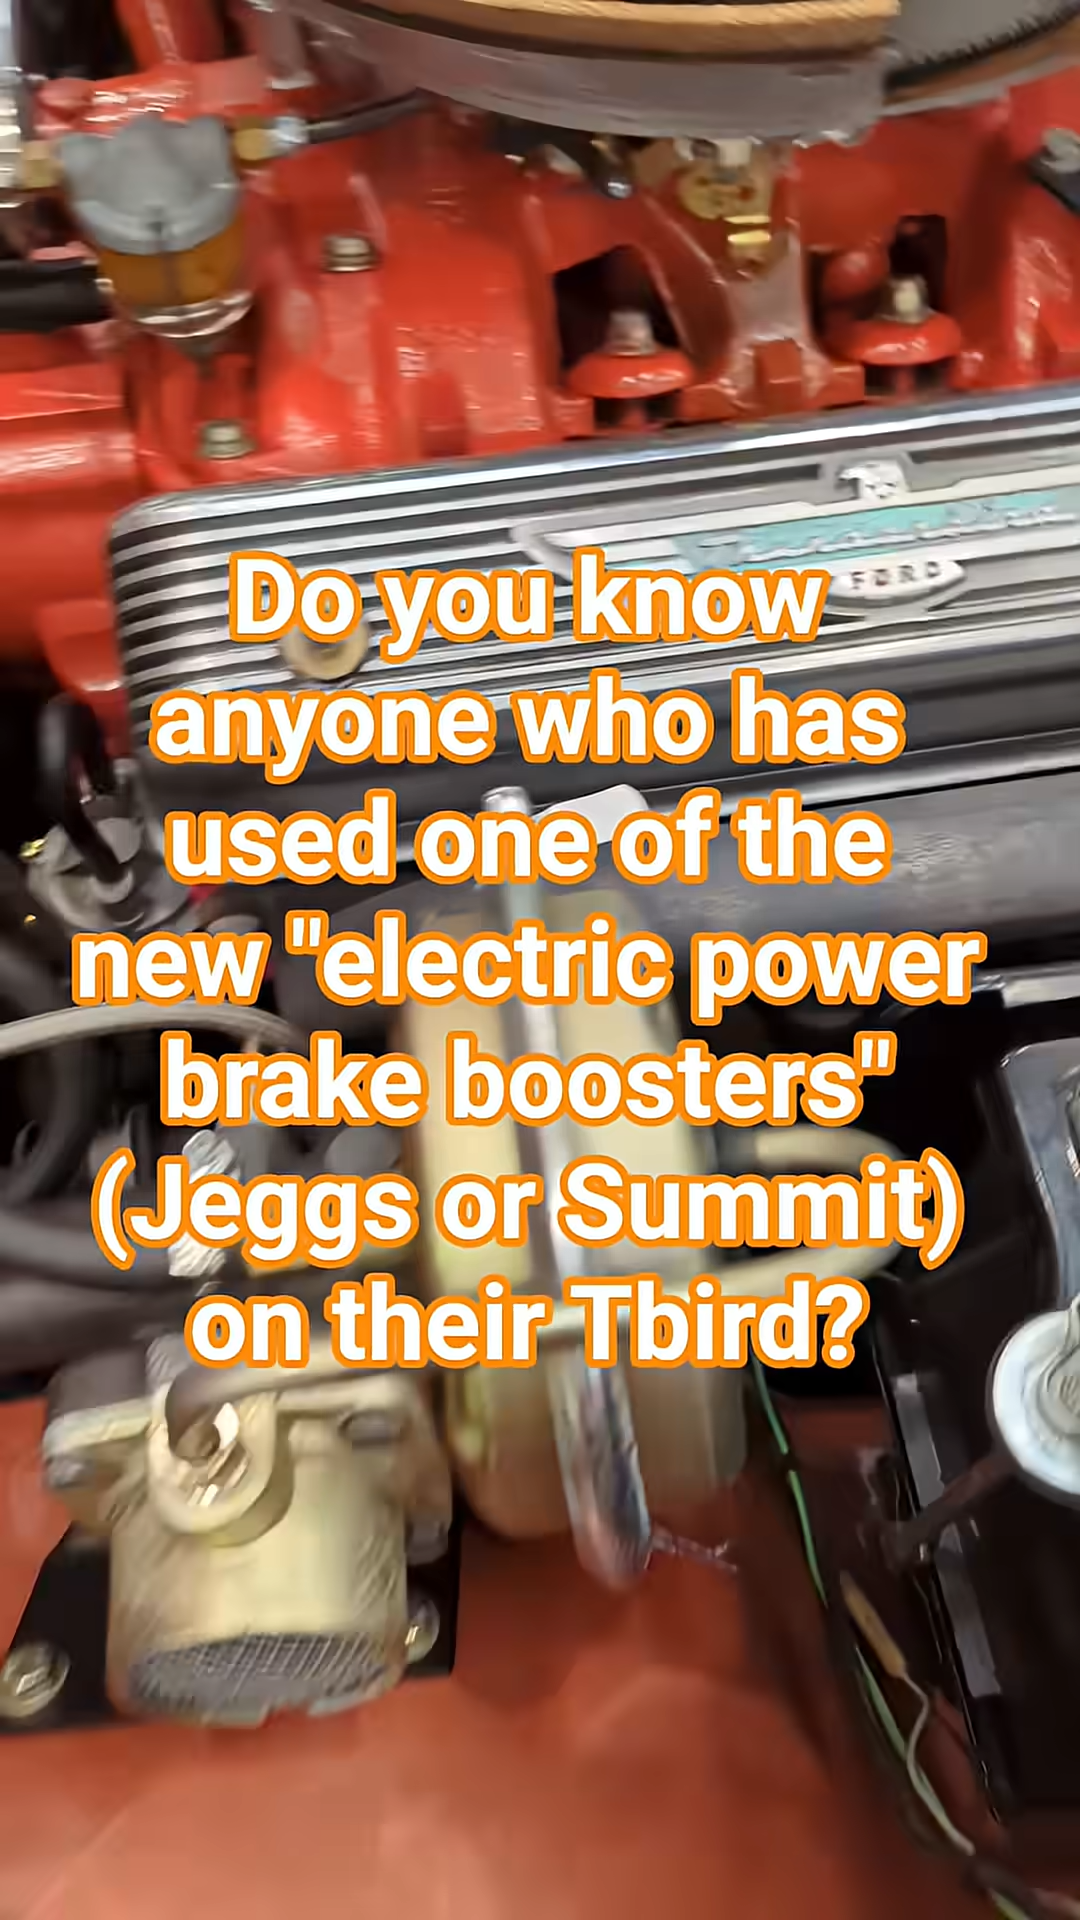 Thunderbird
FORD
Do you know
anyone who has
used one of the
new "electric power
brake boosters"
(Jeggs or Summit)
on their Tbird?